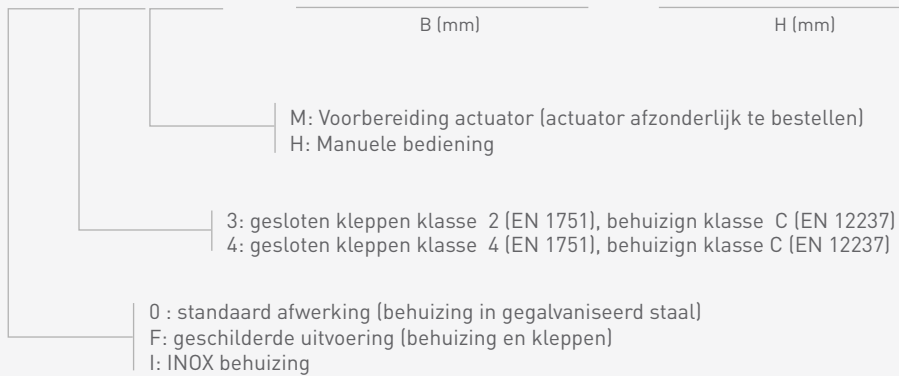 B (mm) H (mm)
M: Voorbereiding actuator (actuator afzonderlijk te bestellen)
H: Manuele bediening
3: gesloten kleppen klasse 2 (EN 1751), behuizign klasse C (EN 12237)
4: gesloten kleppen klasse 4 (EN 1751), behuizign klasse C (EN 12237)
0 : standaard afwerking (behuizing in gegalvaniseerd staal)
F: geschilderde uitvoering (behuizing en kleppen)
I: INOX behuizing